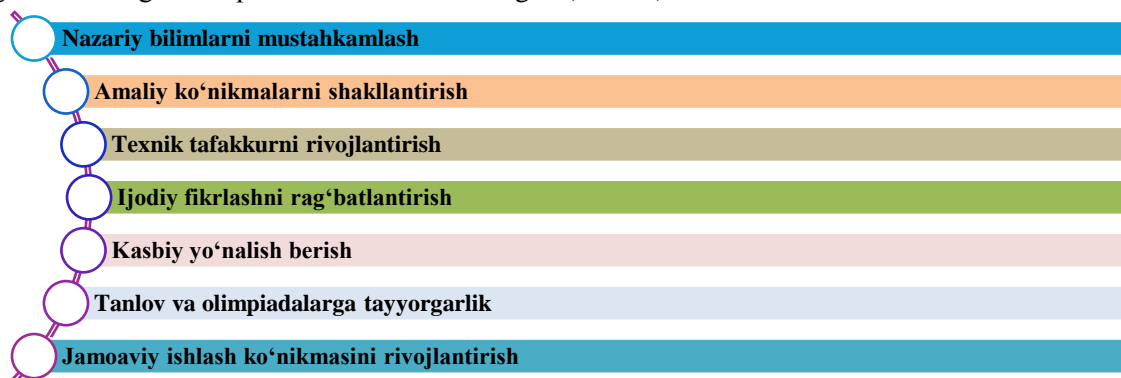 Nazariy bilimlarni mustahkamlash
Amaliy ko‘nikmalarni shakllantirish
Texnik tafakkurni rivojlantirish
Ijodiy fikrlashni rag‘batlantirish
Kasbiy yo‘nalish berish
Tanlov va olimpiadalarga tayyorgarlik
Jamoaviy ishlash ko‘nikmasini rivojlantirish